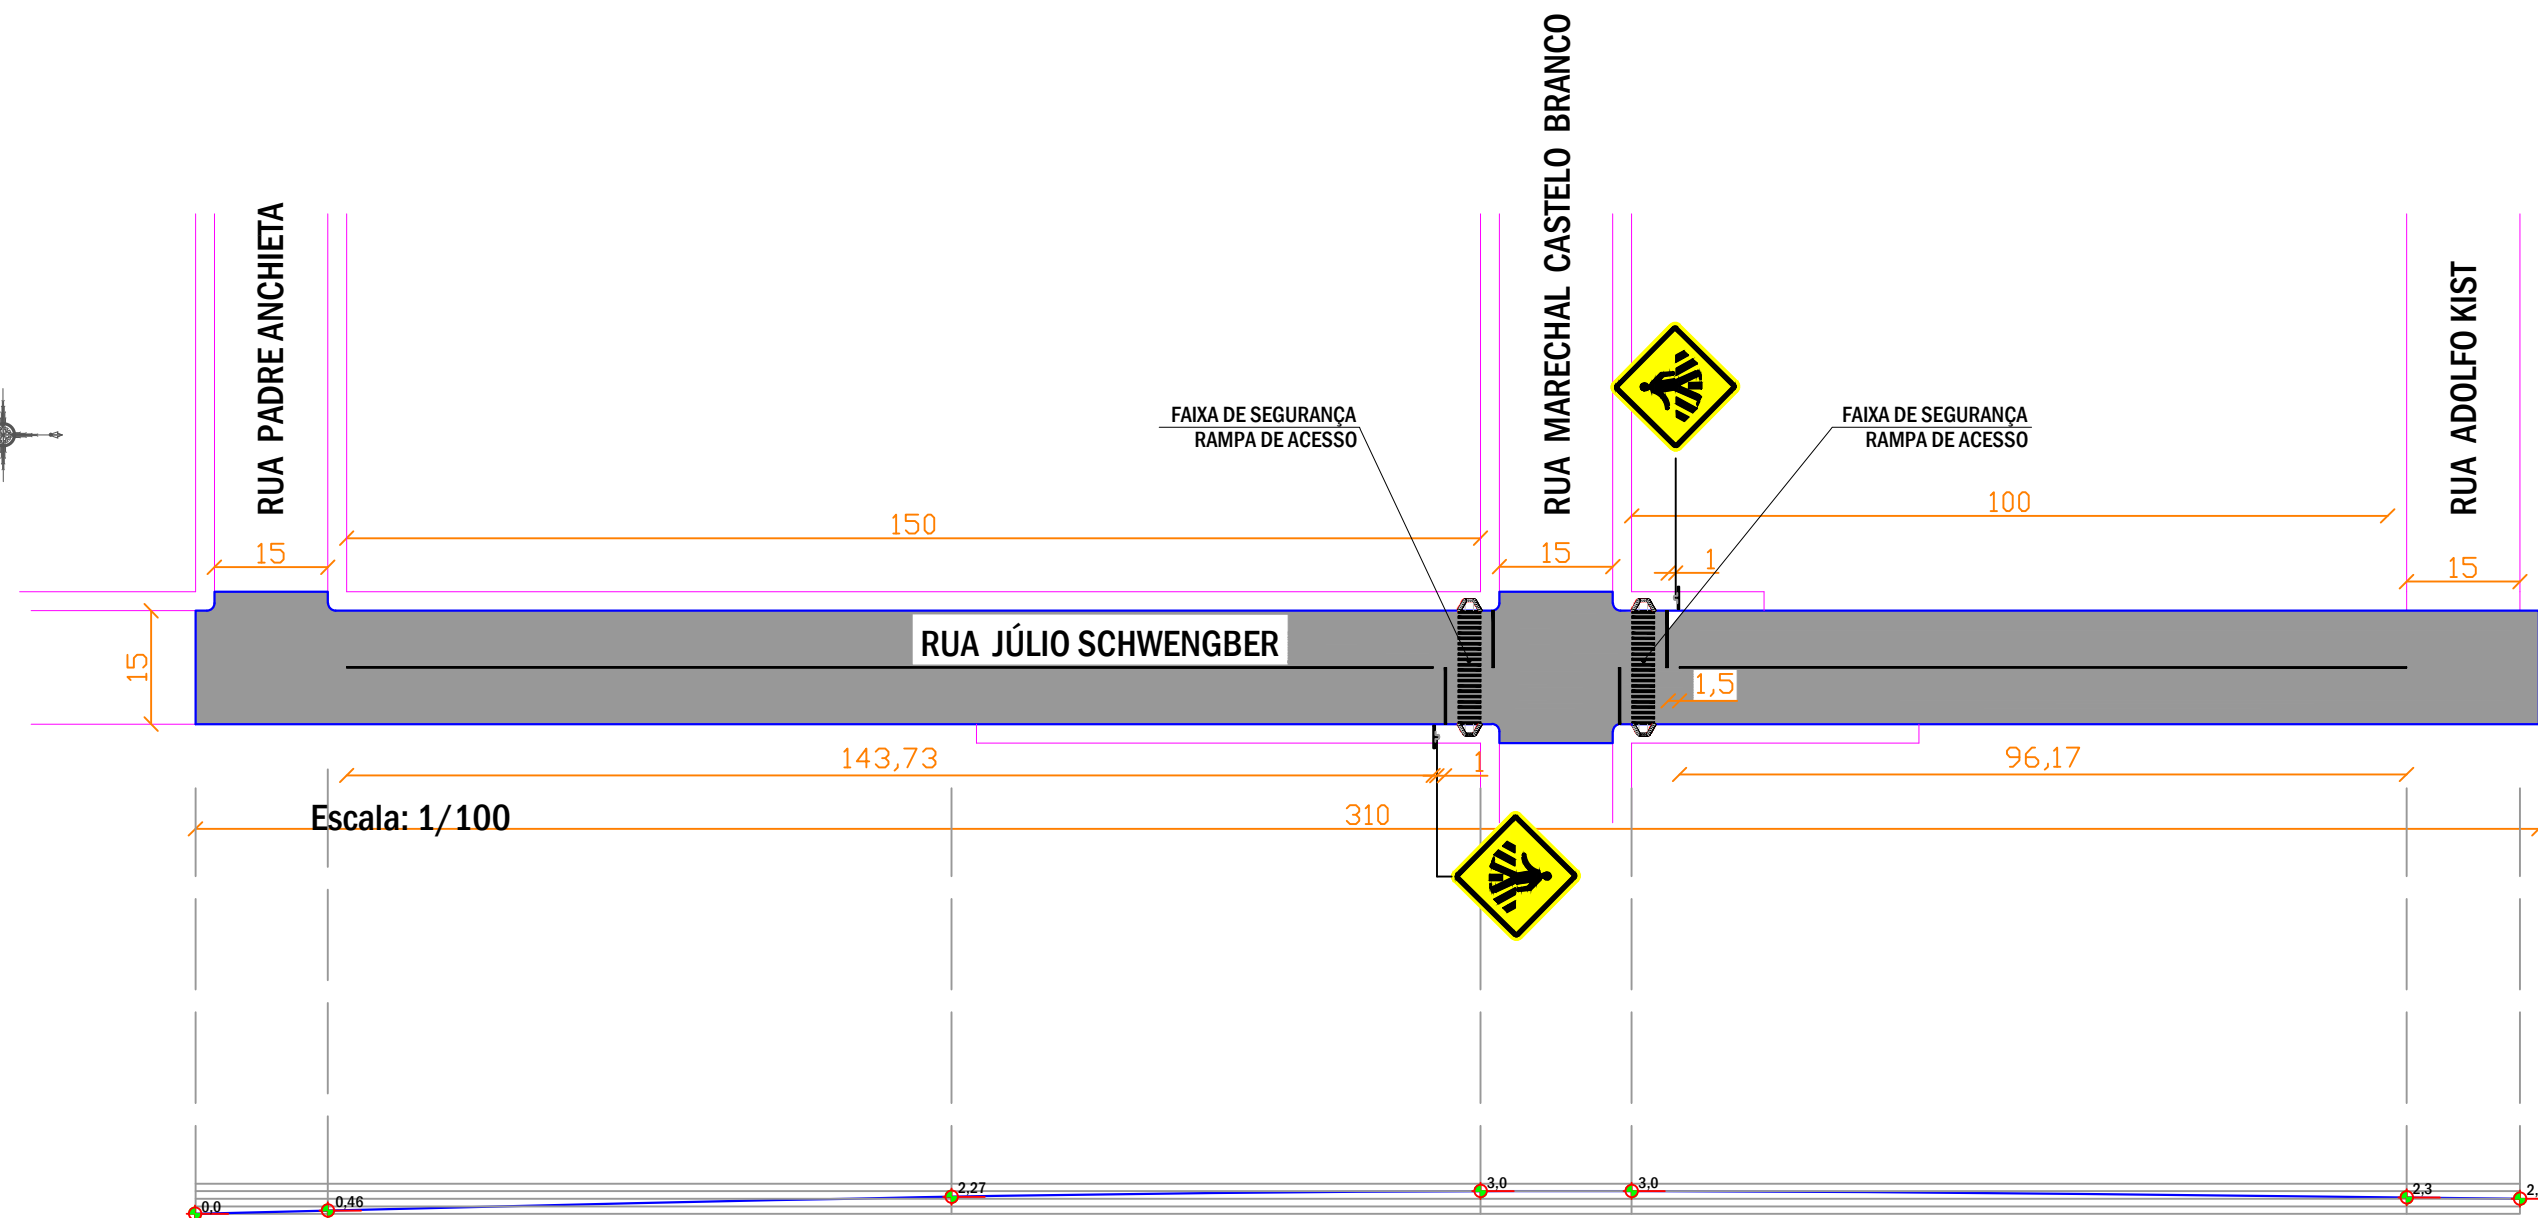 RUA MARECHAL CASTELO BRANCO
RUA PADRE ANCHIETA
RUA ADOLFO KIST
FAIXA DE SEGURANÇA
RAMPA DE ACESSO
FAIXA DE SEGURANÇA
RAMPA DE ACESSO
100
150
15
15
1
15
RUA JÚLIO SCHWENGBER
15
1,5
143,73
1
96,17
Escala: 1/100
310
0,0
0,46
2,27
3,0
3,0
2,3